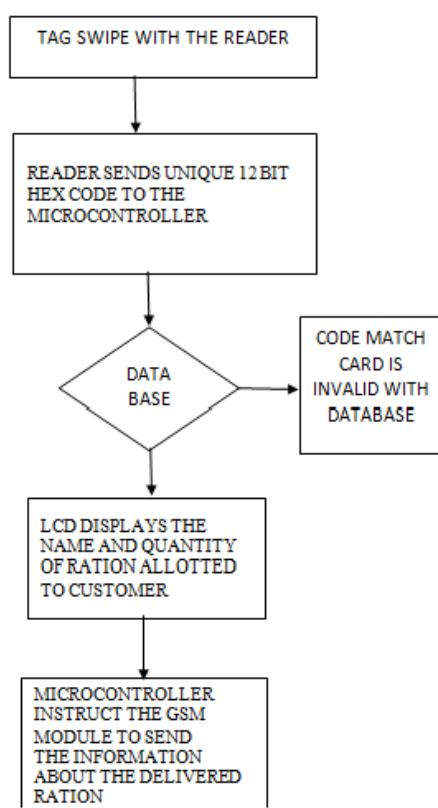 TAG SWIPE WITH THE READER
READER SENDS UNIQUE 12 BIT
HEX CODE TO THE
MICROCONTROLLER
DATA
BASE
CODE MATCH
CARD IS
INVALID WITH
DATABASE
LCD DISPLAYS THE
NAME AND QUANTITY
OF RATION ALLOTTED
TO CUSTOMER
MICROCONTROLLER
INSTRUCT THE GSM
MODULE TO SEND
THE INFORMATION
ABOUT THE DELIVERED
RATION